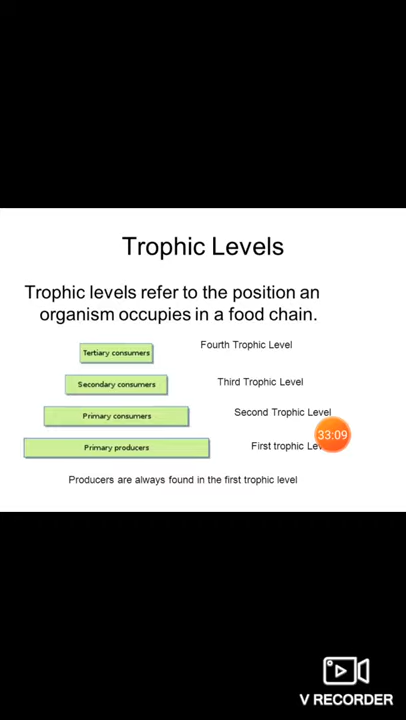 Trophic Levels
Trophic levels refer to the position an
organism occupies in a food chain.
Tertiary consumers
Fourth Trophic Level
Secondary consumers
Third Trophic Level
Primary consumers
Second Trophic Level
33:09
Primary producers
First trophic
Producers are always found in the first trophic level
V RECORDER